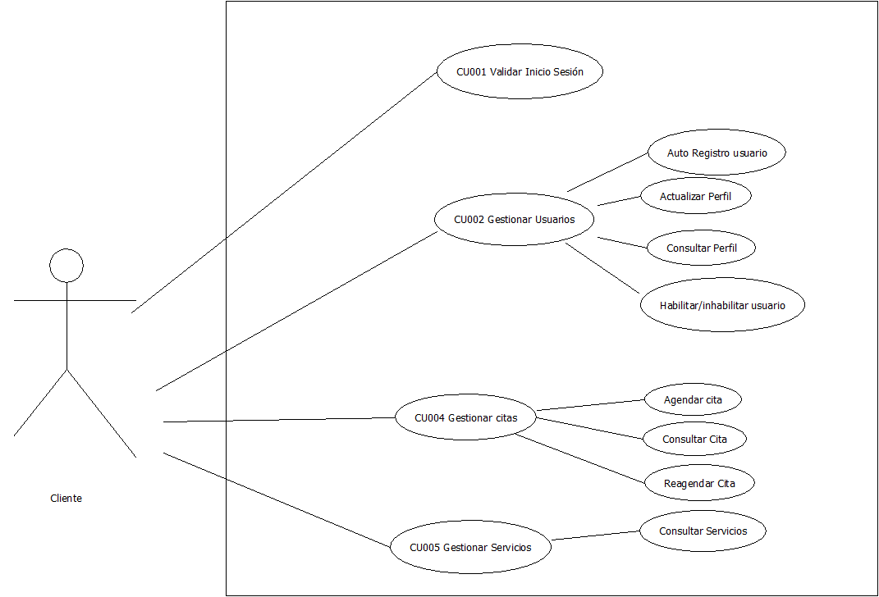 CU001 Validar Inicio Sesión
Auto Registro usuario
Actualizar Perfil
CU002 Gestionar Usuarios
Consultar Perfil
Habilitar/inhabilitar usuario
Agendar cita
CU004 Gestionar citas
Consultar Cita
Reagendar Cita
Cliente
Consultar Servicios
CU005 Gestionar Servicios